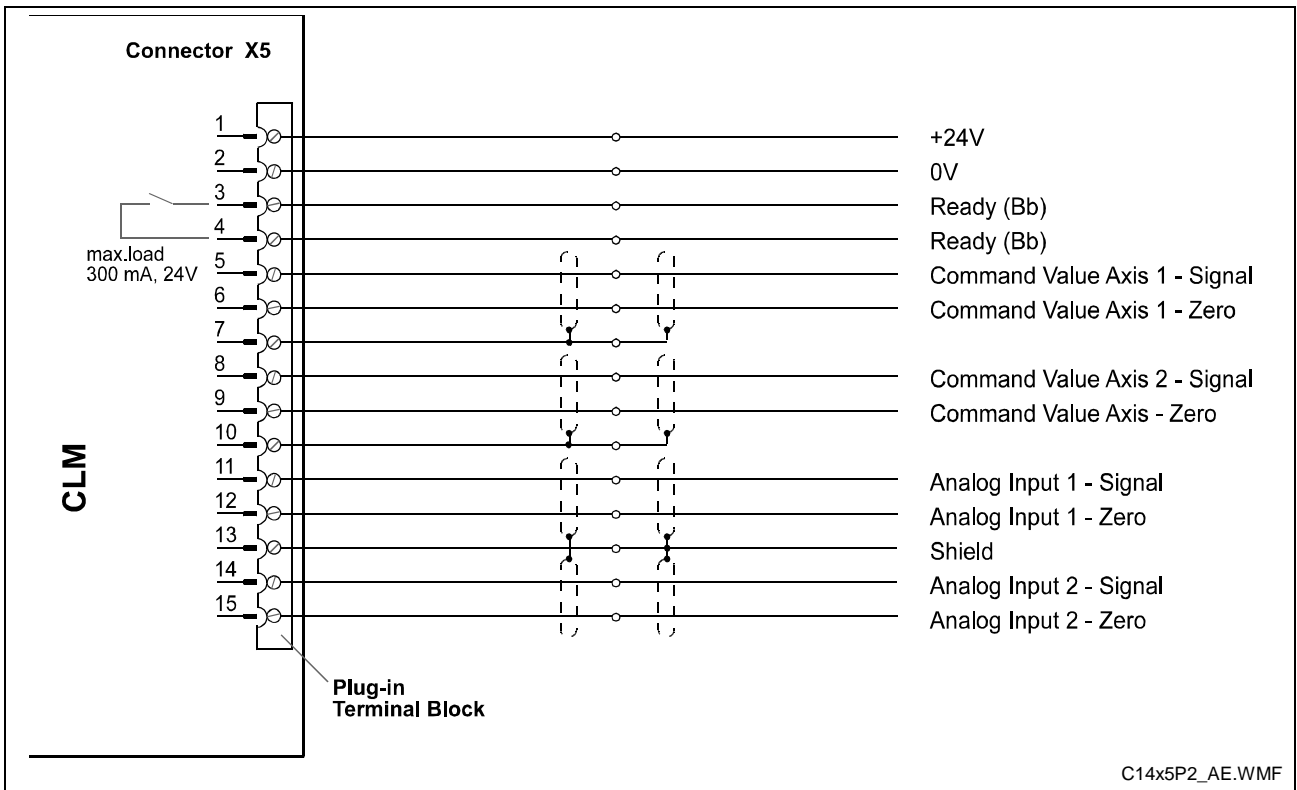 Connector X5
1
+24V
2
0V
3
Ready (Bb)
4
Ready (Bb)
max.load
300 mA, 24V
5
Command Value Axis 1 - Signal
6
Command Value Axis 1 - Zero
7
8
Command Value Axis 2 - Signal
9
Command Value Axis - Zero
10
CLM
11
Analog Input 1 - Signal
12
Analog Input 1 - Zero
13
Shield
14
Analog Input 2 - Signal
15
Analog Input 2 - Zero
Plug-in
Terminal Block
C14x5P2_AE.WMF